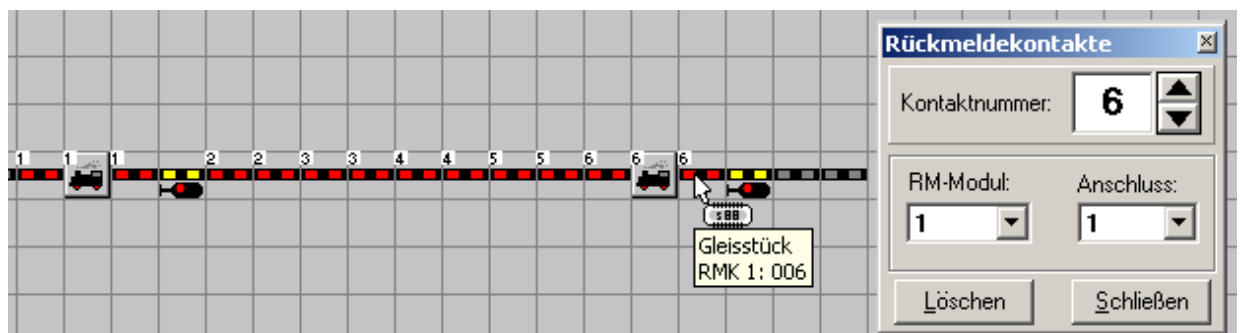 1 1 1 2 2 3 3 4 4 5 5 6 6 6
s88
Gleisstück
RMK 1: 006
Rückmeldekontakte
Kontaktnummer: 6
RM-Modul: Anschluss:
1 1
Löschen Schließen